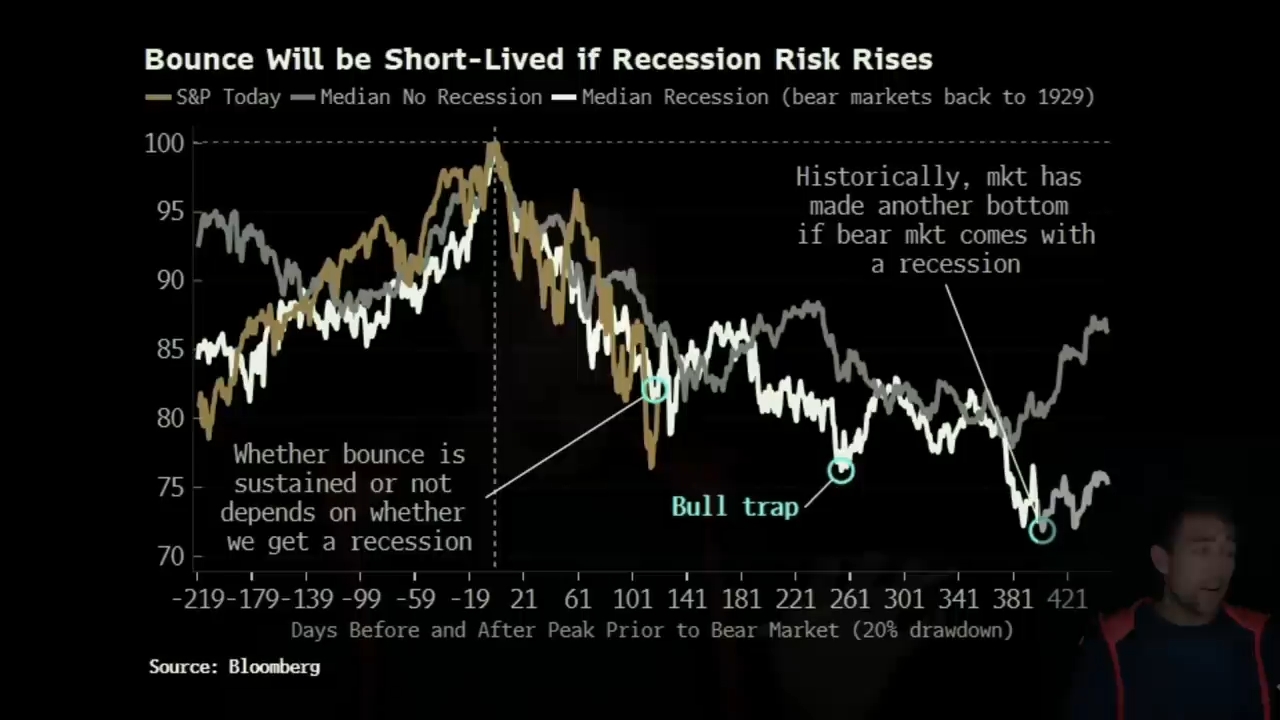 Bounce Will be Short-Lived if Recession Risk Rises
S&P Today Median No Recession Median Recession (bear markets back to 1929)
100
95
90
85
80
75
70
Historically, mkt has
made another bottom
if bear mkt comes with
a recession
Whether bounce is
sustained or not
depends on whether
we get a recession
Bull trap
-219 -179 -139 -99 -59 -19 21 61 101 141 181 221 261 301 341 381 421
Days Before and After Peak Prior to Bear Market (20% drawdown)
Source: Bloomberg